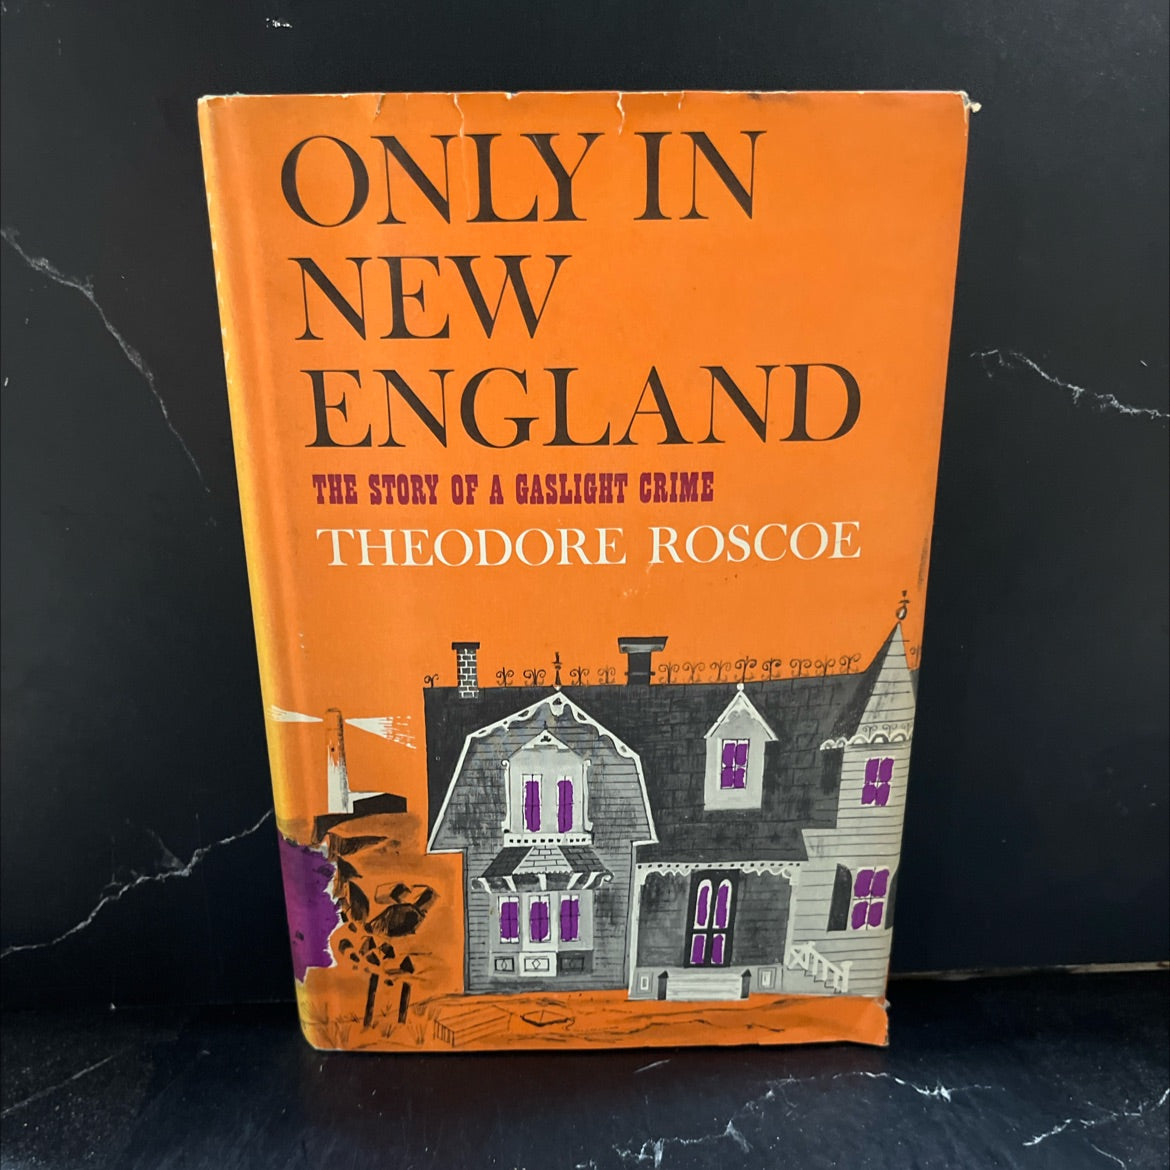 ONLY IN
NEW
ENGLAND
THE STORY OF A GASLIGHT CRIME
THEODORE ROSCOE